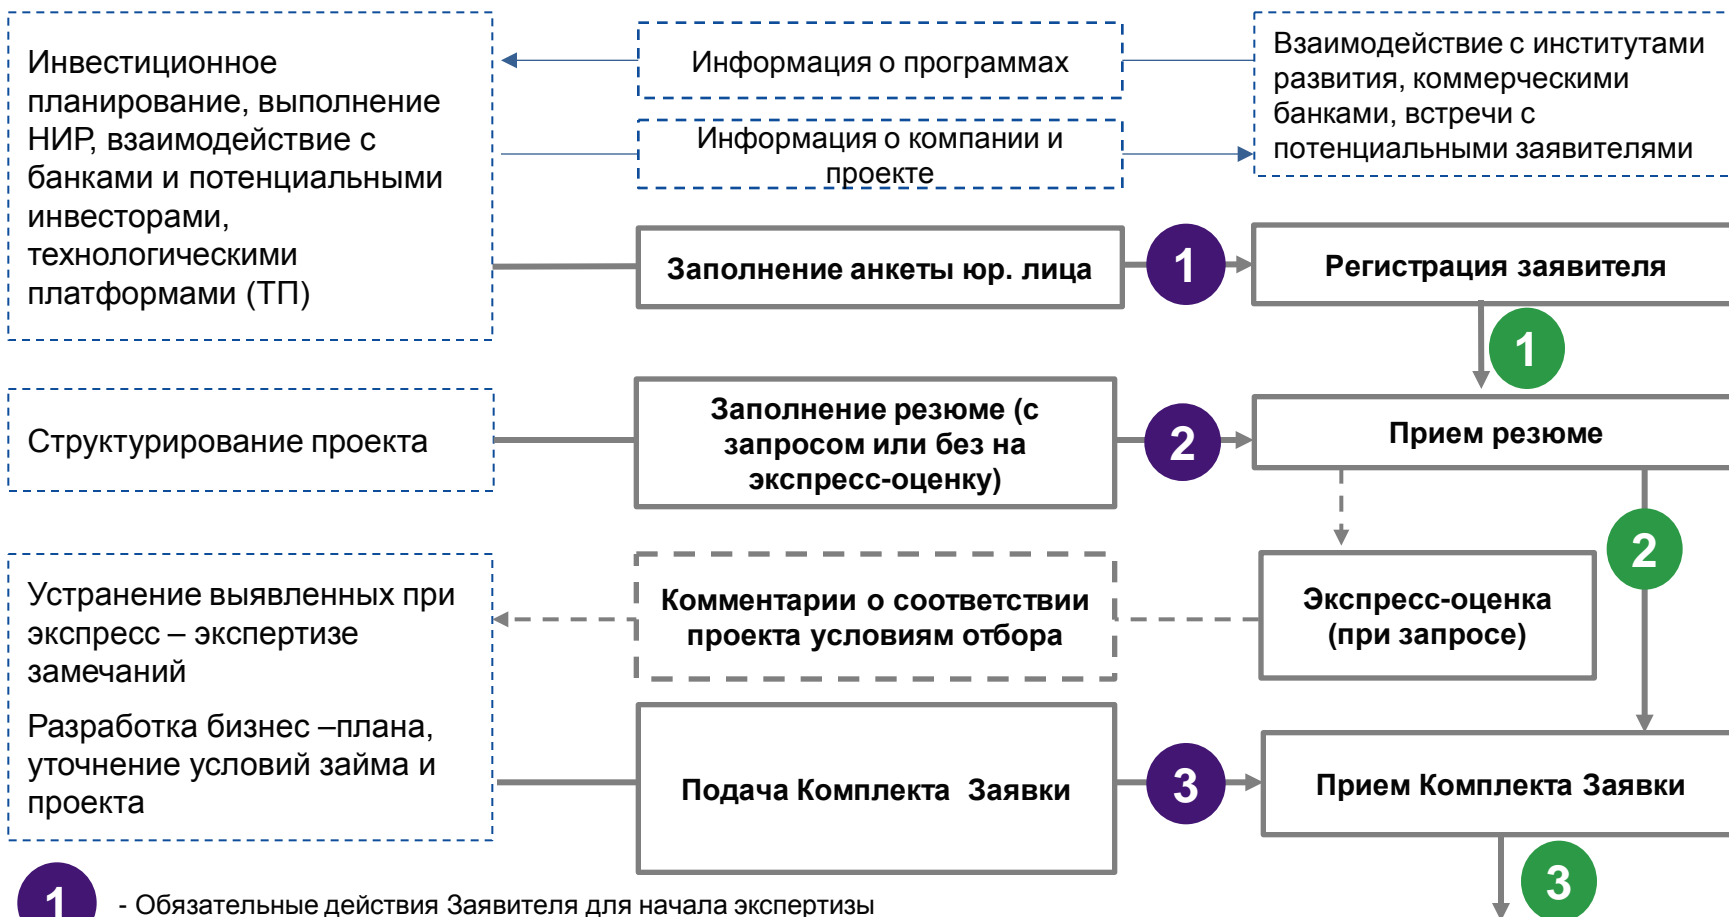 Инвестиционное
планирование, выполнение
НИР, взаимодействие с
банками и потенциальными
инвесторами,
технологическими
платформами (ТП)
Информация о программах
Информация о компании и
проекте
Взаимодействие с институтами
развития, коммерческими
банками, встречи с
потенциальными заявителями
Заполнение анкеты юр. лица
1
Регистрация заявителя
1
Структурирование проекта
Заполнение резюме (с
запросом или без на
экспресс-оценку)
2
Прием резюме
2
Устранение выявленных при
экспресс – экспертизе
замечаний
Разработка бизнес –плана,
уточнение условий займа и
проекта
Комментарии о соответствии
проекта условиям отбора
Экспресс-оценка
(при запросе)
Подача Комплекта Заявки
3
Прием Комплекта Заявки
3
1
- Обязательные действия Заявителя для начала экспертизы